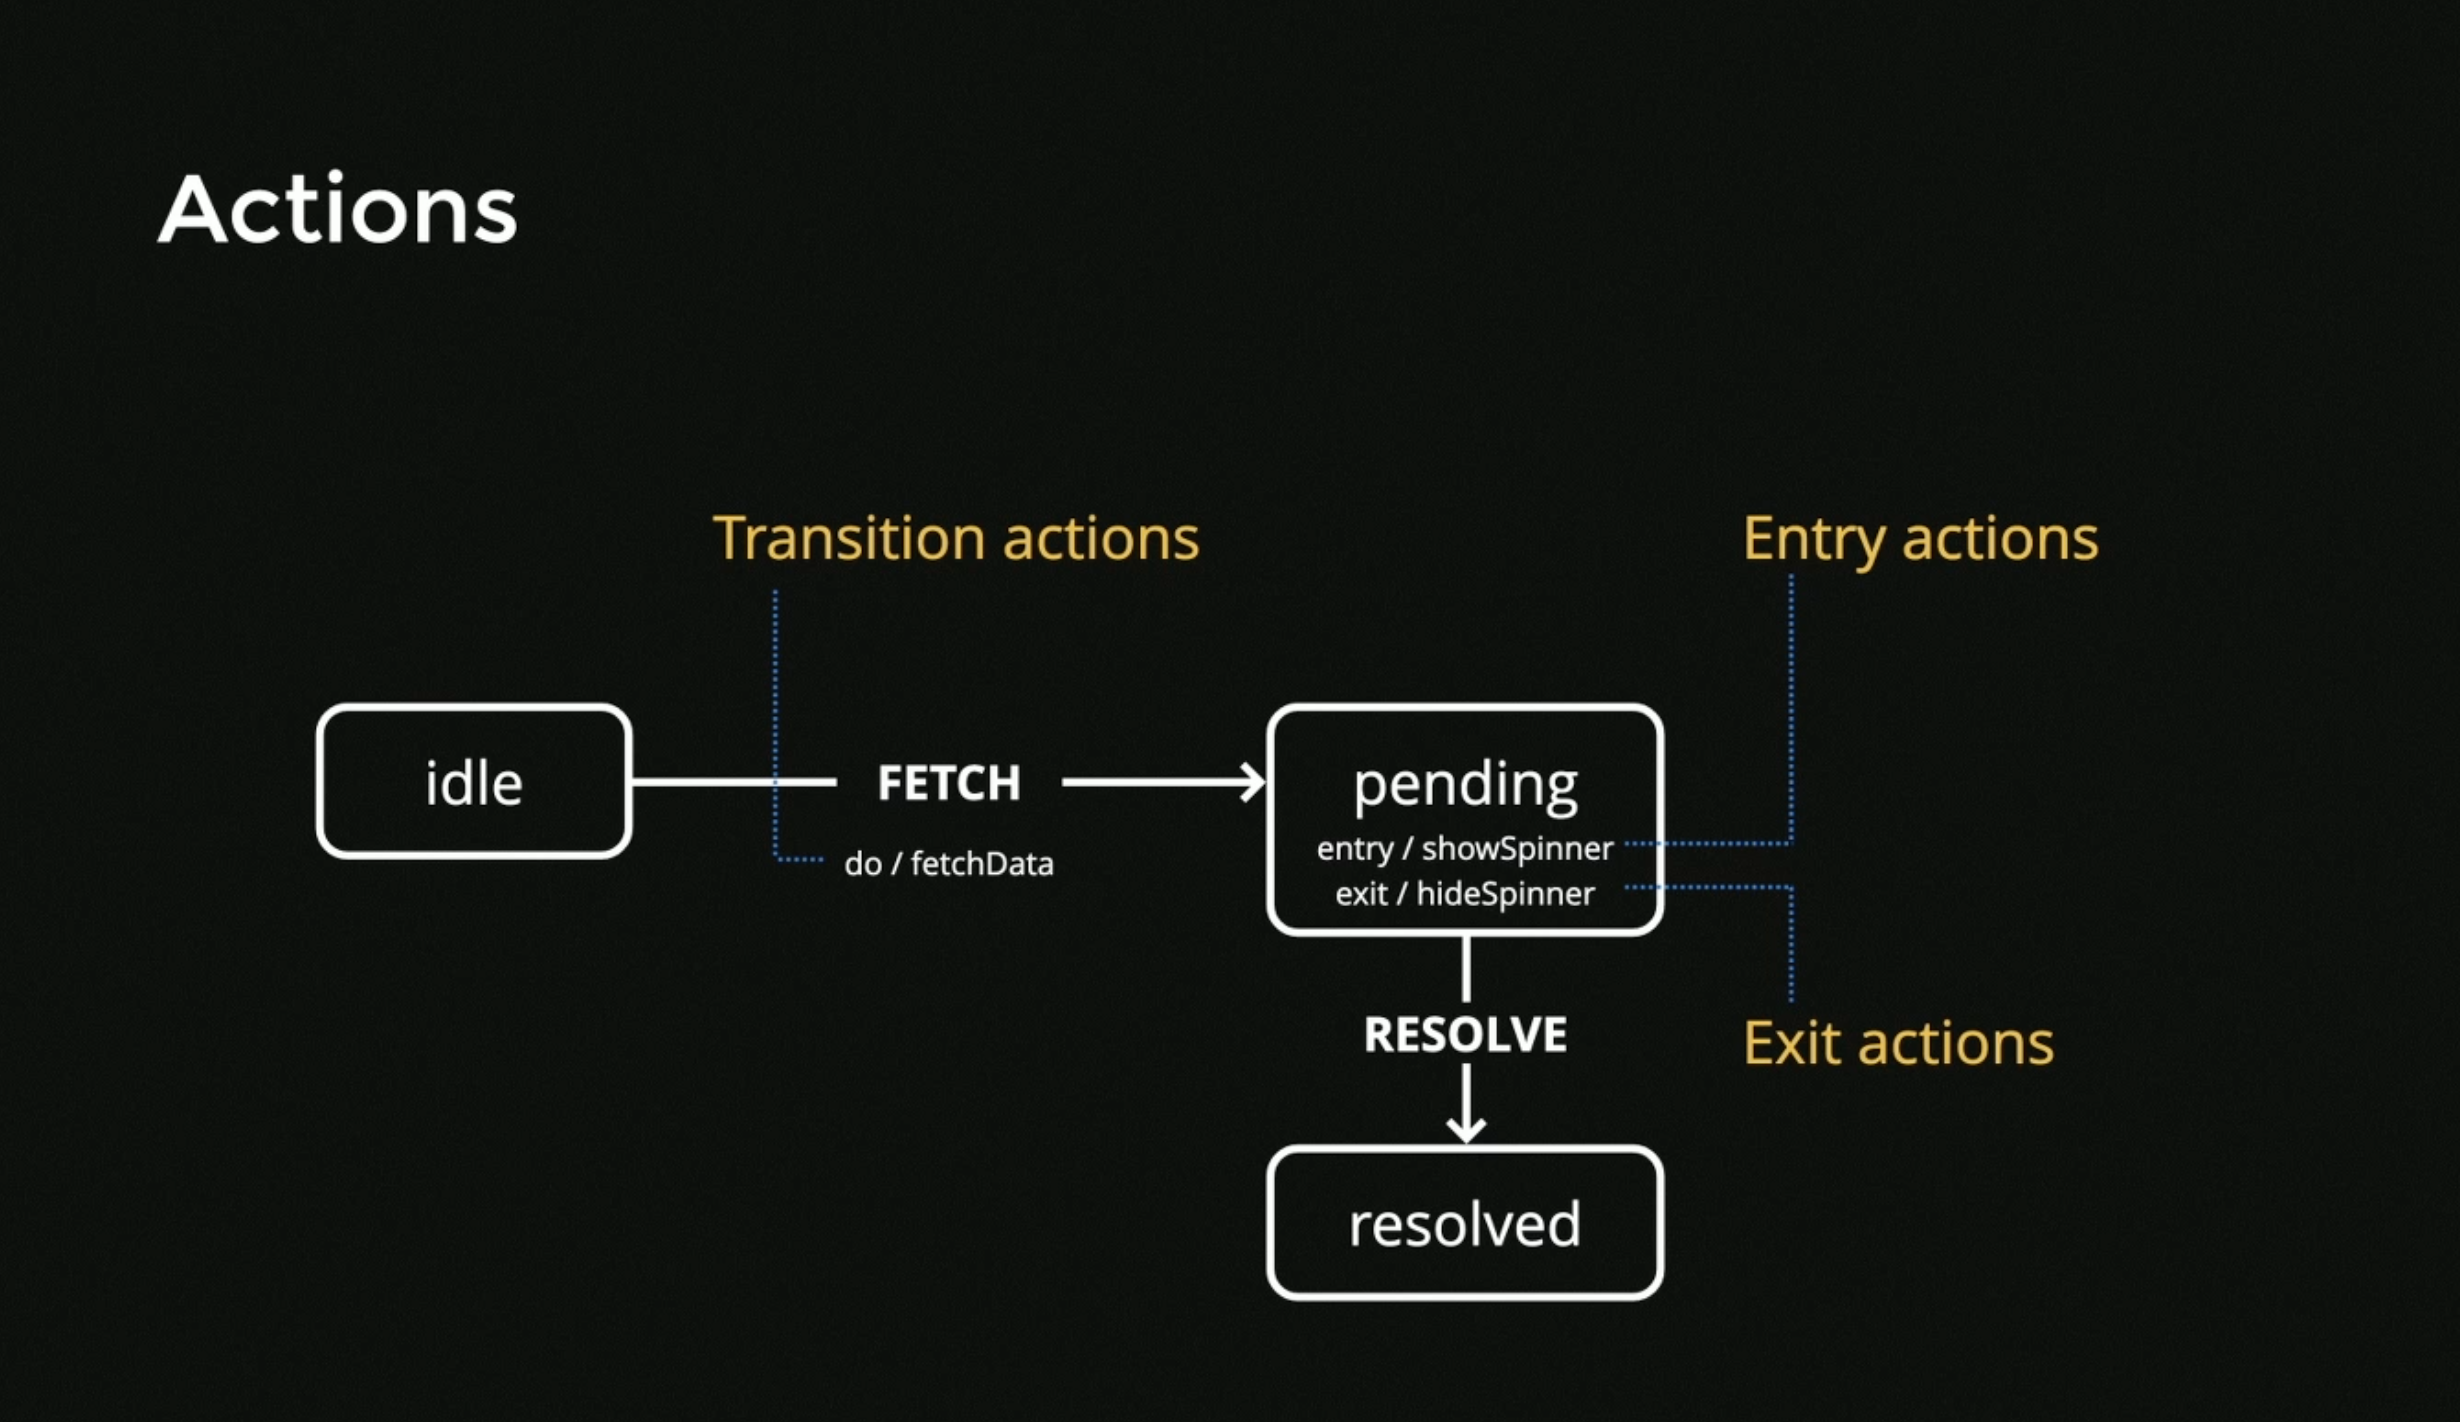 Actions
Transition actions
Entry actions
idle
FETCH
do / fetchData
pending
entry / showSpinner
exit / hideSpinner
RESOLVE
Exit actions
resolved